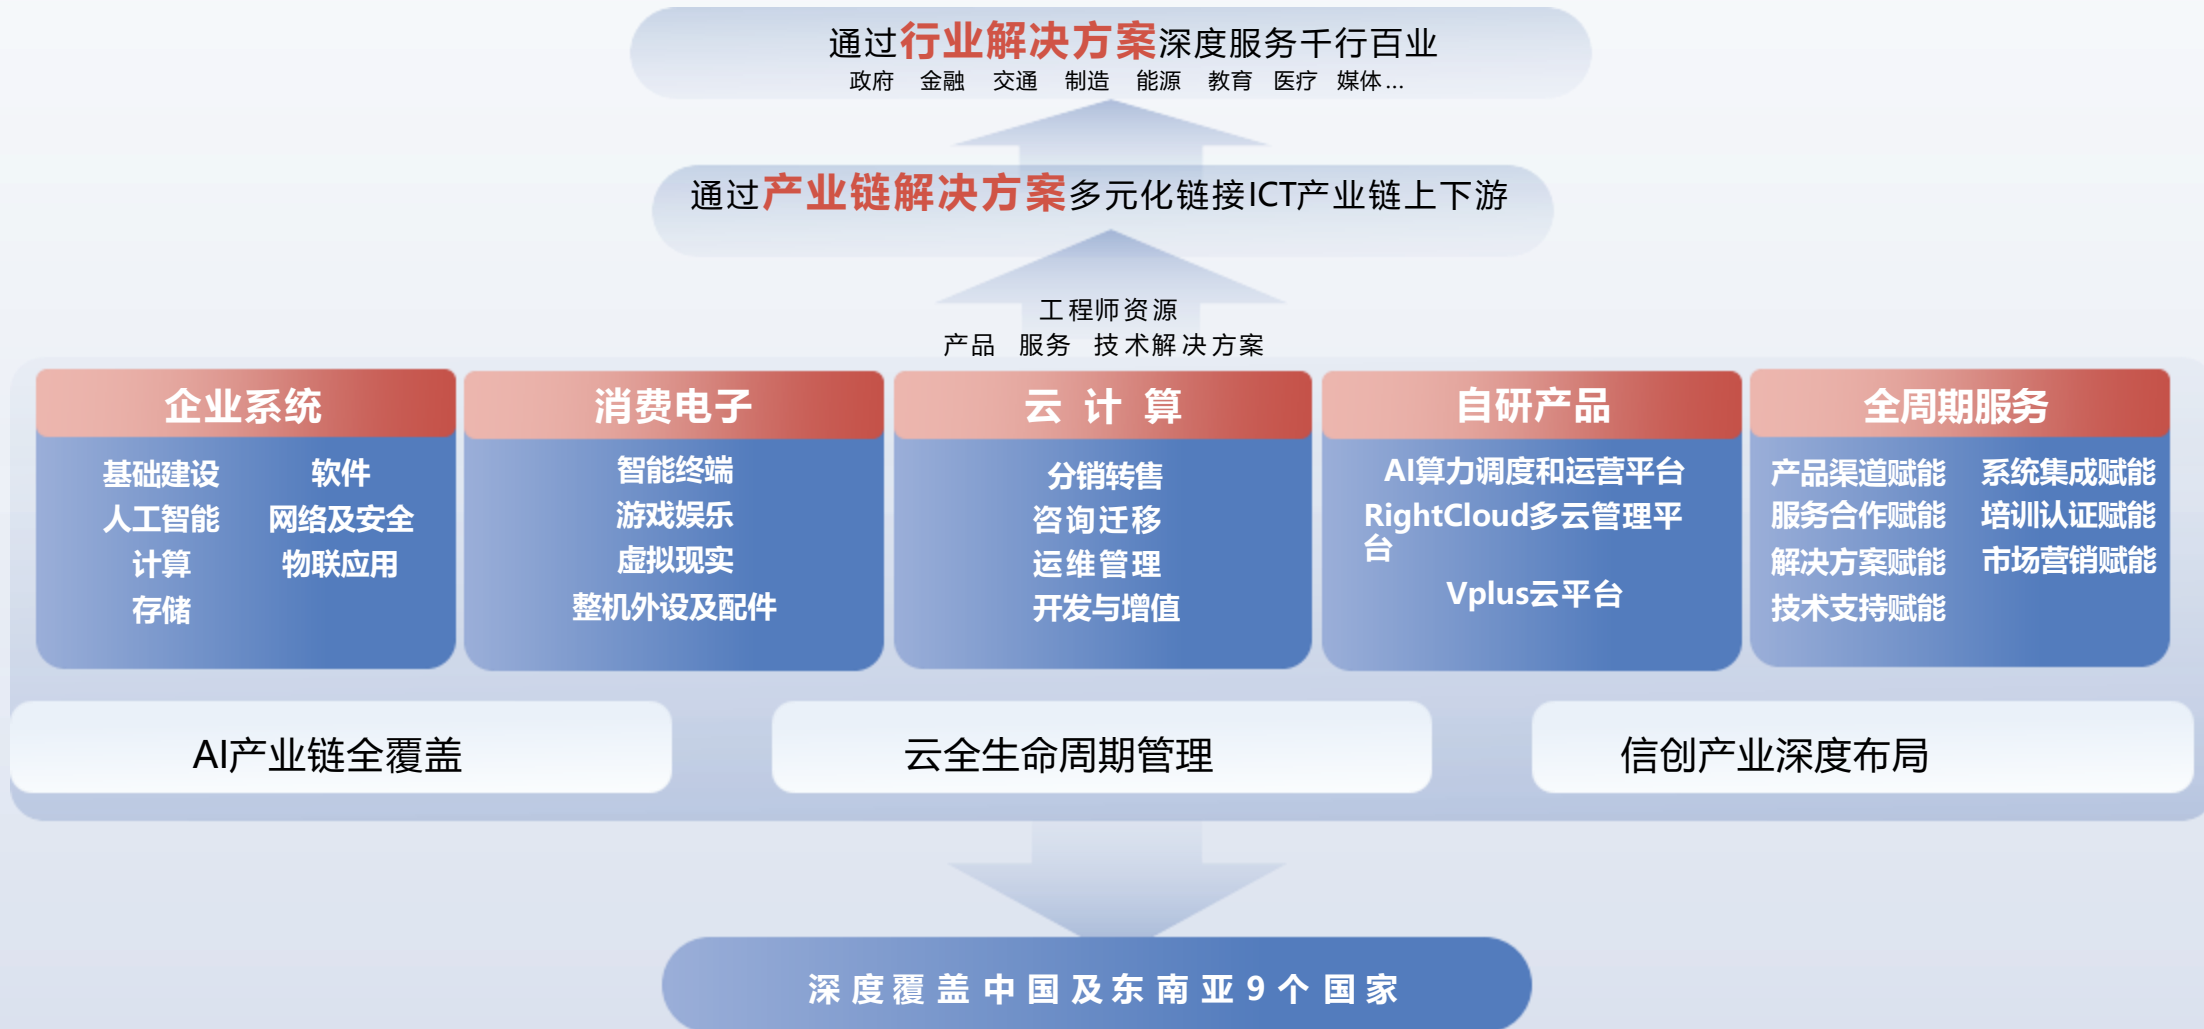 通过行业解决方案深度服务千行百业
政府 金融 交通 制造 能源 教育 医疗 媒体...
通过产业链解决方案多元化链接ICT产业链上下游
工程师资源
产品 服务 技术解决方案
企业系统
基础建设 软件
人工智能 网络及安全
计算 物联应用
存储
消费电子
智能终端
游戏娱乐
虚拟现实
整机外设及配件
云计算
分销转售
咨询迁移
运维管理
开发与增值
自研产品
AI算力调度和运营平台
RightCloud多云管理平
台
Vplus云平台
全周期服务
产品渠道赋能 系统集成赋能
服务合作赋能 培训认证赋能
解决方案赋能 市场营销赋能
技术支持赋能
AI产业链全覆盖
云全生命周期管理
信创产业深度布局
深度覆盖中国及东南亚9个国家